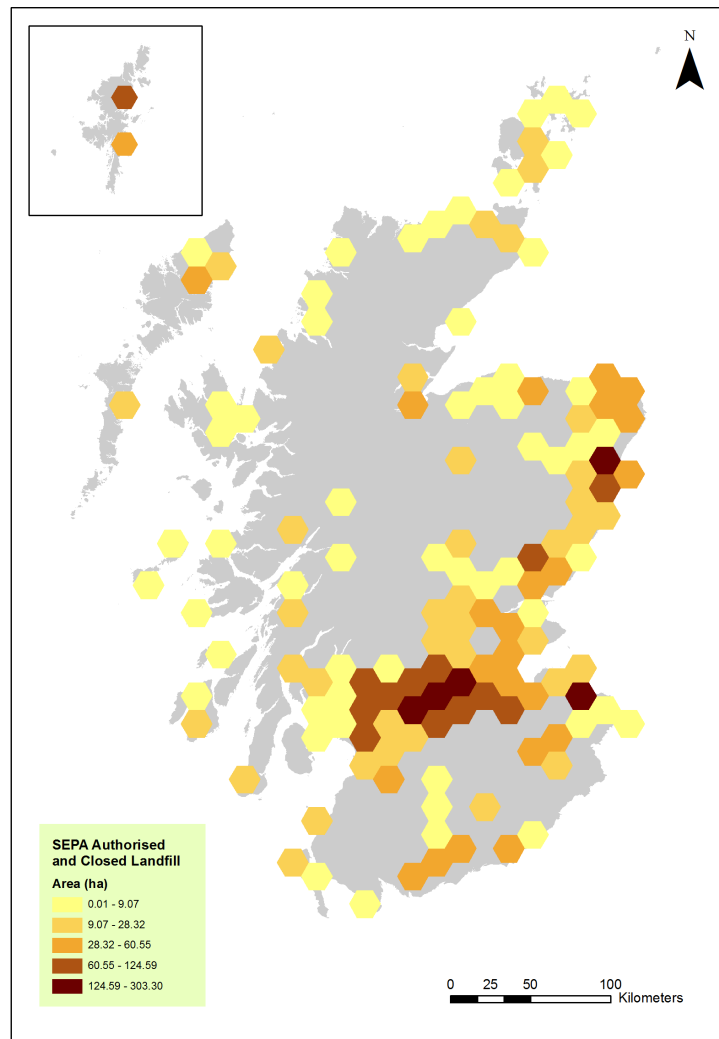 N
SEPA Authorised
and Closed Landfill
Area (ha)
0.01 - 9.07
9.07 - 28.32
28.32 - 60.55
60.55 - 124.59
124.59 - 303.30
0 25 50 100
Kilometers